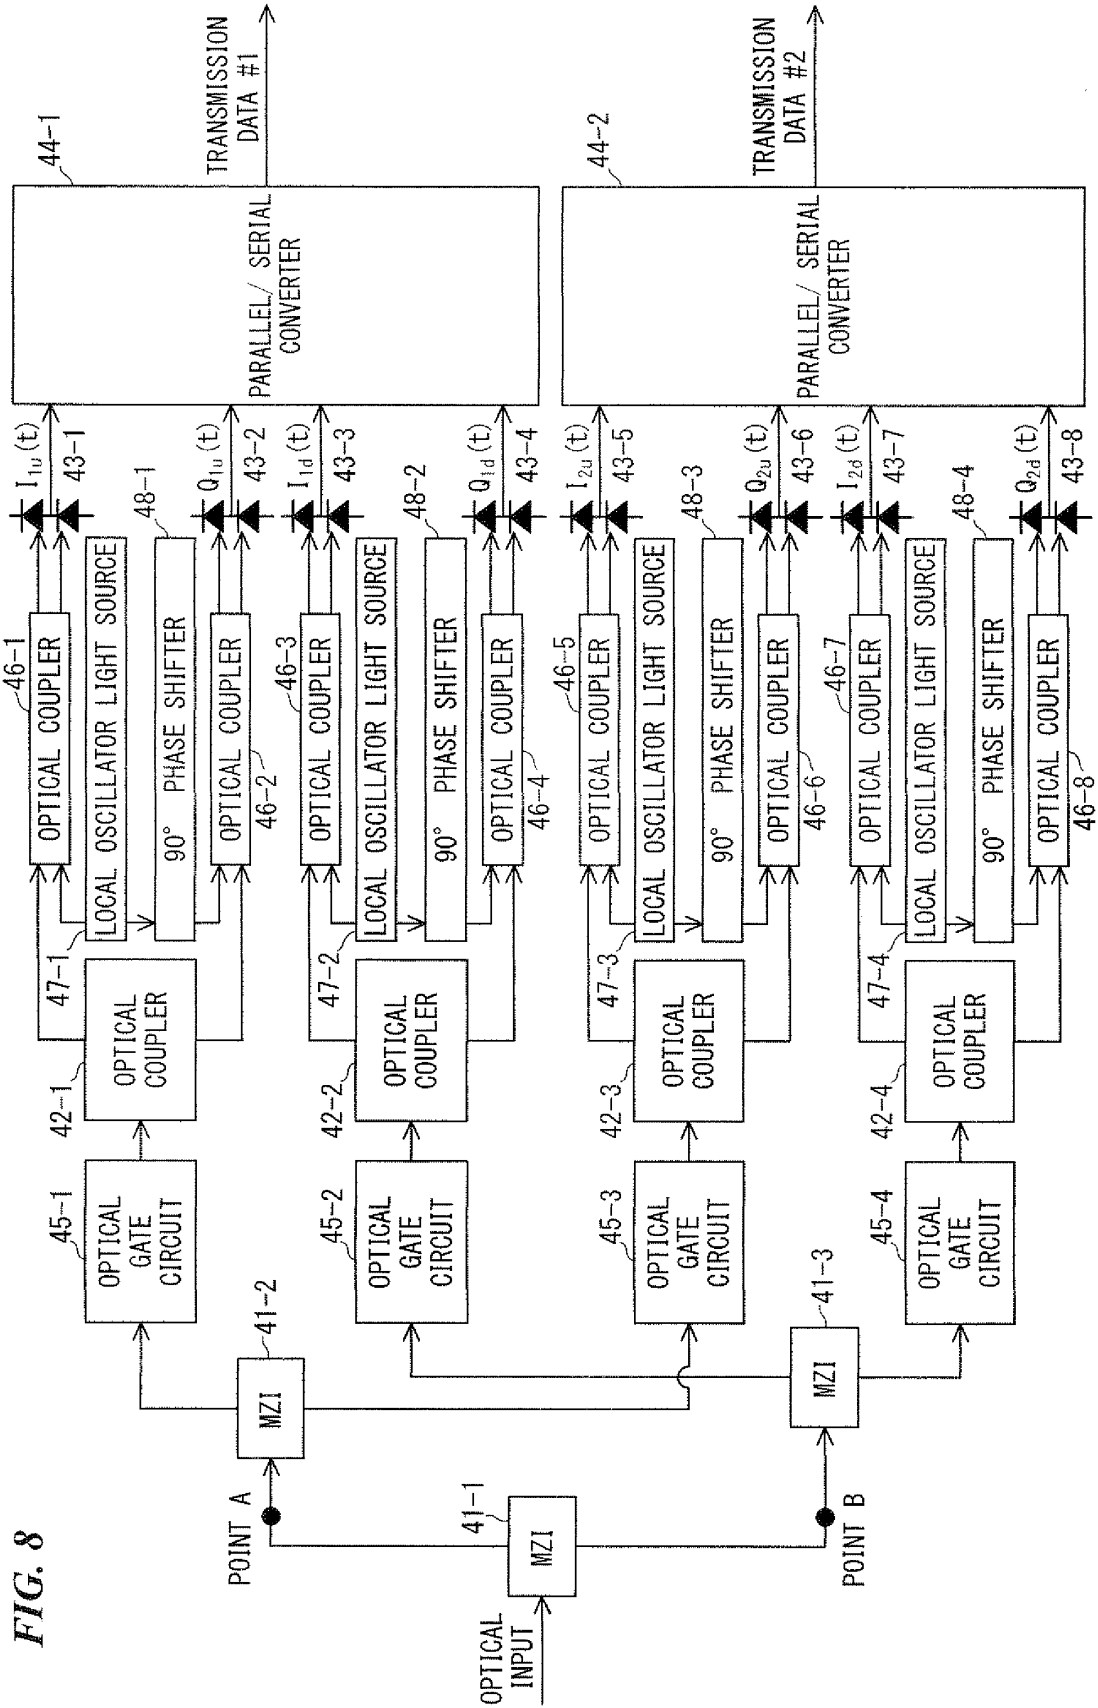 FIG. 8
OPTICAL
INPUT
MZI
41-1
POINT A
POINT B
MZI
41-2
MZI
41-3
OPTICAL
GATE
CIRCUIT
45-1
OPTICAL
GATE
CIRCUIT
45-2
OPTICAL
GATE
CIRCUIT
45-3
OPTICAL
GATE
CIRCUIT
45-4
OPTICAL
COUPLER
42-1
OPTICAL
COUPLER
42-2
OPTICAL
COUPLER
42-3
OPTICAL
COUPLER
42-4
46-1
OPTICAL COUPLER
47-1
LOCAL OSCILLATOR LIGHT SOURCE
48-1
90° PHASE SHIFTER
OPTICAL COUPLER
46-2
46-3
OPTICAL COUPLER
47-2
LOCAL OSCILLATOR LIGHT SOURCE
48-2
90° PHASE SHIFTER
OPTICAL COUPLER
46-4
46-5
OPTICAL COUPLER
47-3
LOCAL OSCILLATOR LIGHT SOURCE
48-3
90° PHASE SHIFTER
OPTICAL COUPLER
46-6
46-7
OPTICAL COUPLER
47-4
LOCAL OSCILLATOR LIGHT SOURCE
48-4
90° PHASE SHIFTER
OPTICAL COUPLER
46-8
I1u(t)
43-1
Q1u(t)
43-2
I1d(t)
43-3
Q1d(t)
43-4
I2u(t)
43-5
Q2u(t)
43-6
I2d(t)
43-7
Q2d(t)
43-8
44-1
PARALLEL/ SERIAL
CONVERTER
44-2
PARALLEL/ SERIAL
CONVERTER
TRANSMISSION
DATA #1
TRANSMISSION
DATA #2